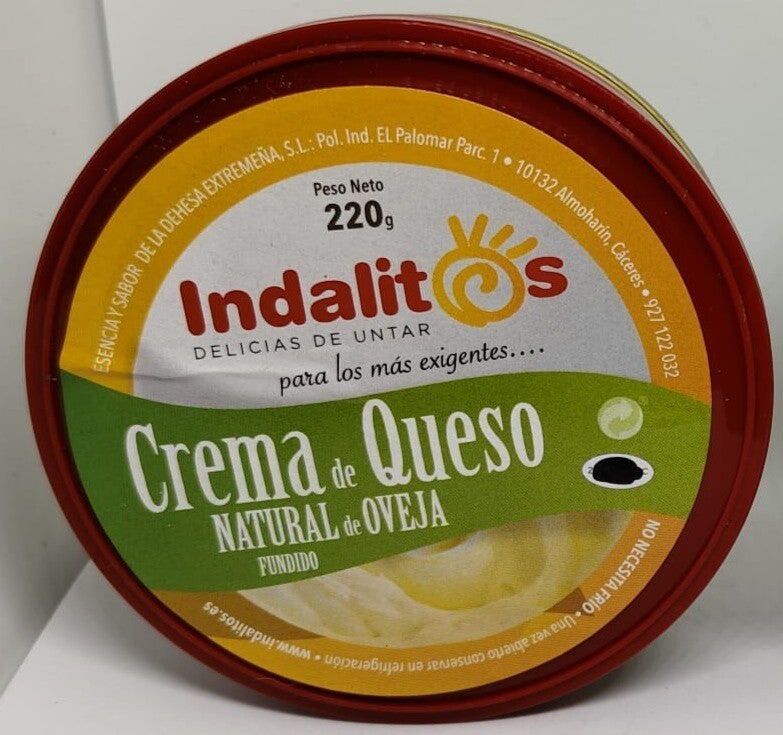 ESENCIA Y SABOR DE LA DEHESA EXTREMEÑA, S.L.: Pol. Ind. EL Palomar Parc. 1 • 10132 Almoharín, Cáceres • 927 122 032
Peso Neto
220g
Indalitos
DELICIAS DE UNTAR
para los más exigentes....
Crema de Queso
NATURAL de OVEJA
FUNDIDO
NO NECESITA FRÍO • Una vez abierto conservar en refrigeración • www.indalitos.es